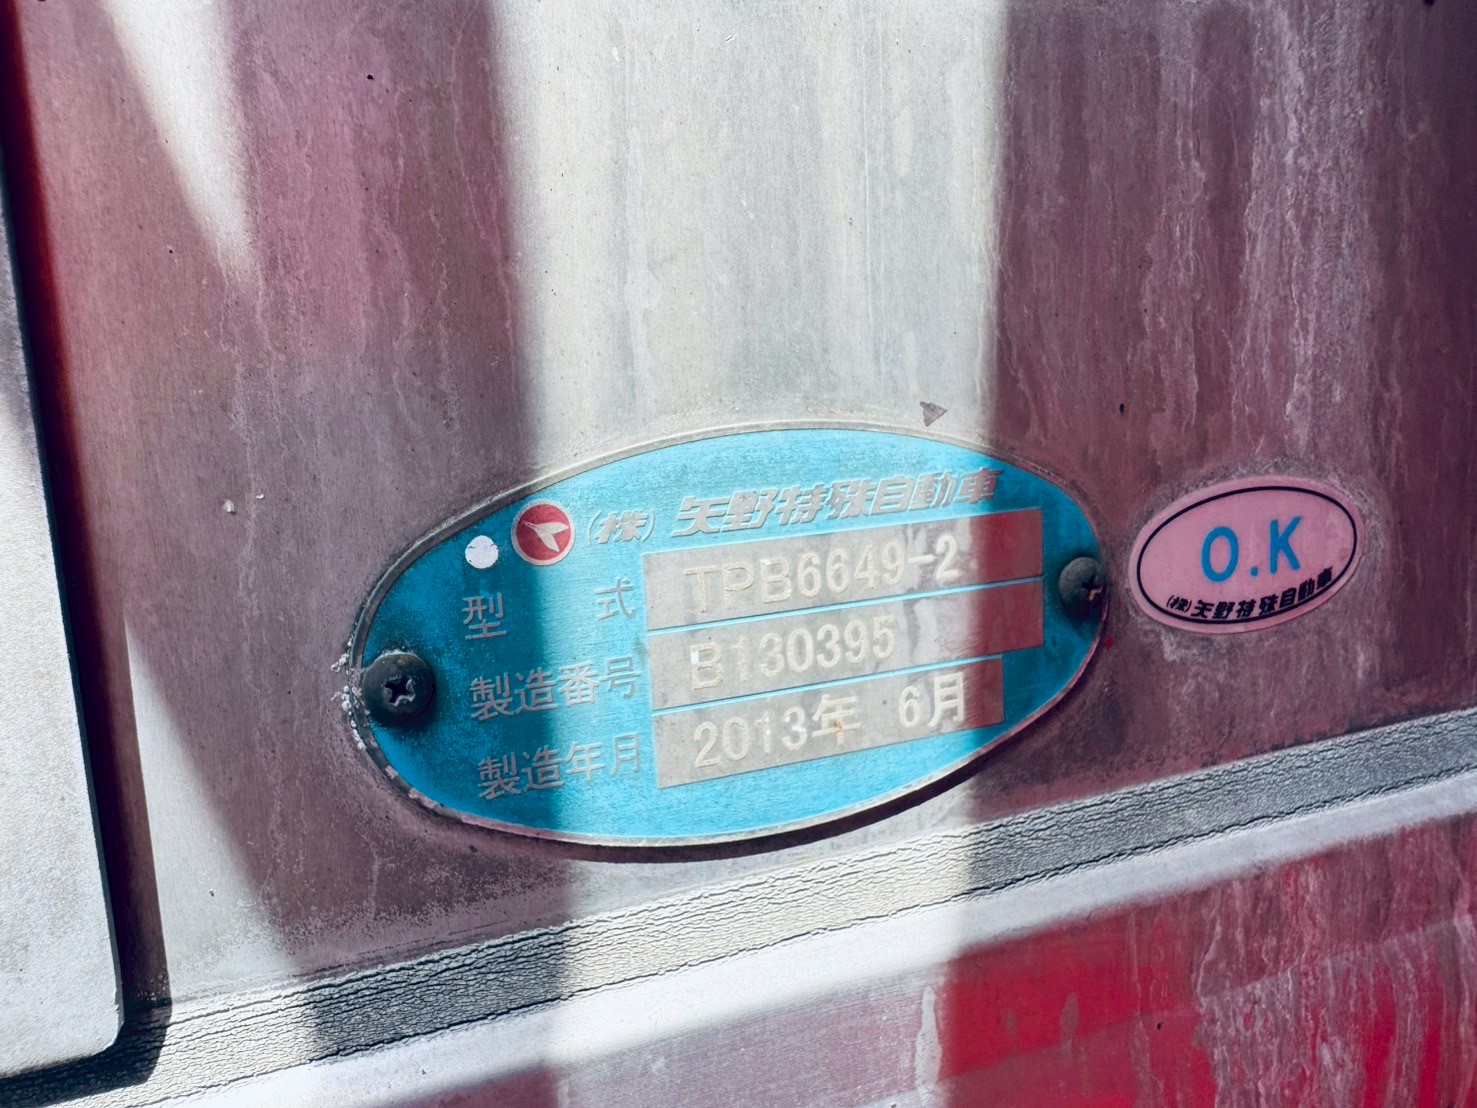 (株) 矢野特殊自動車
型 式 TPB6649-2
製造番号 B130395
製造年月 2013年 6月
O.K
(株)矢野特殊自動車